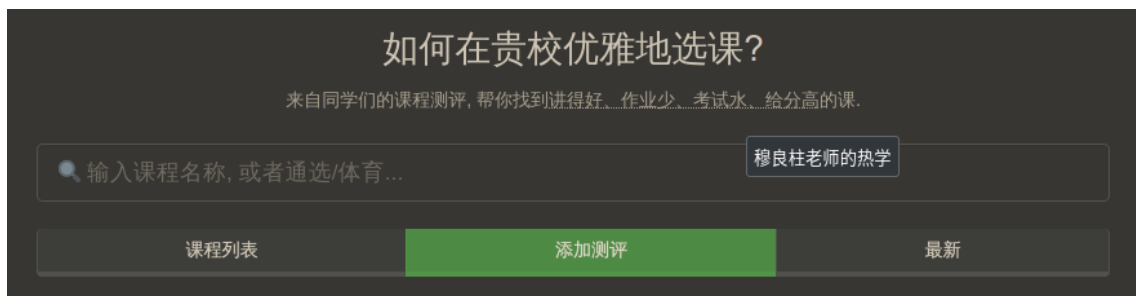 如何在贵校优雅地选课?
来自同学们的课程测评, 帮你找到讲得好、作业少、考试水、给分高的课.
穆良柱老师的热学
输入课程名称, 或者通选/体育...
课程列表
添加测评
最新